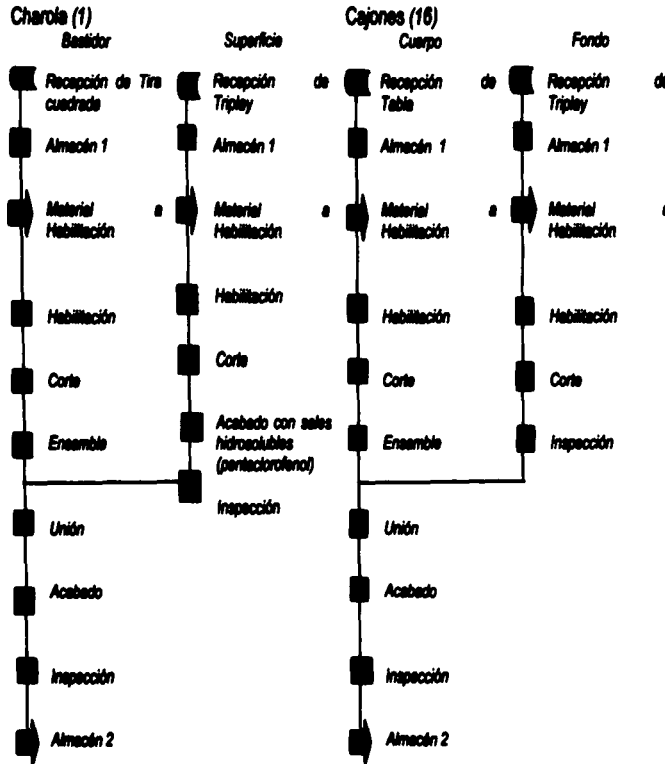 Charola (1)
Bastidor
Recepción de Tira cuadrada
Almacén 1
Material a Habilitación
Habilitación
Corte
Ensamble
Unión
Acabado
Inspección
Almacén 2
Superficie
Recepción de Triplay
Almacén 1
Material a Habilitación
Habilitación
Corte
Acabado con sales
hidrosolubles
(pentaclorofenol)
Inspección
Cajones (16)
Cuerpo
Recepción de Tabla
Almacén 1
Material a Habilitación
Habilitación
Corte
Ensamble
Unión
Acabado
Inspección
Almacén 2
Fondo
Recepción de Triplay
Almacén 1
Material a Habilitación
Habilitación
Corte
Inspección